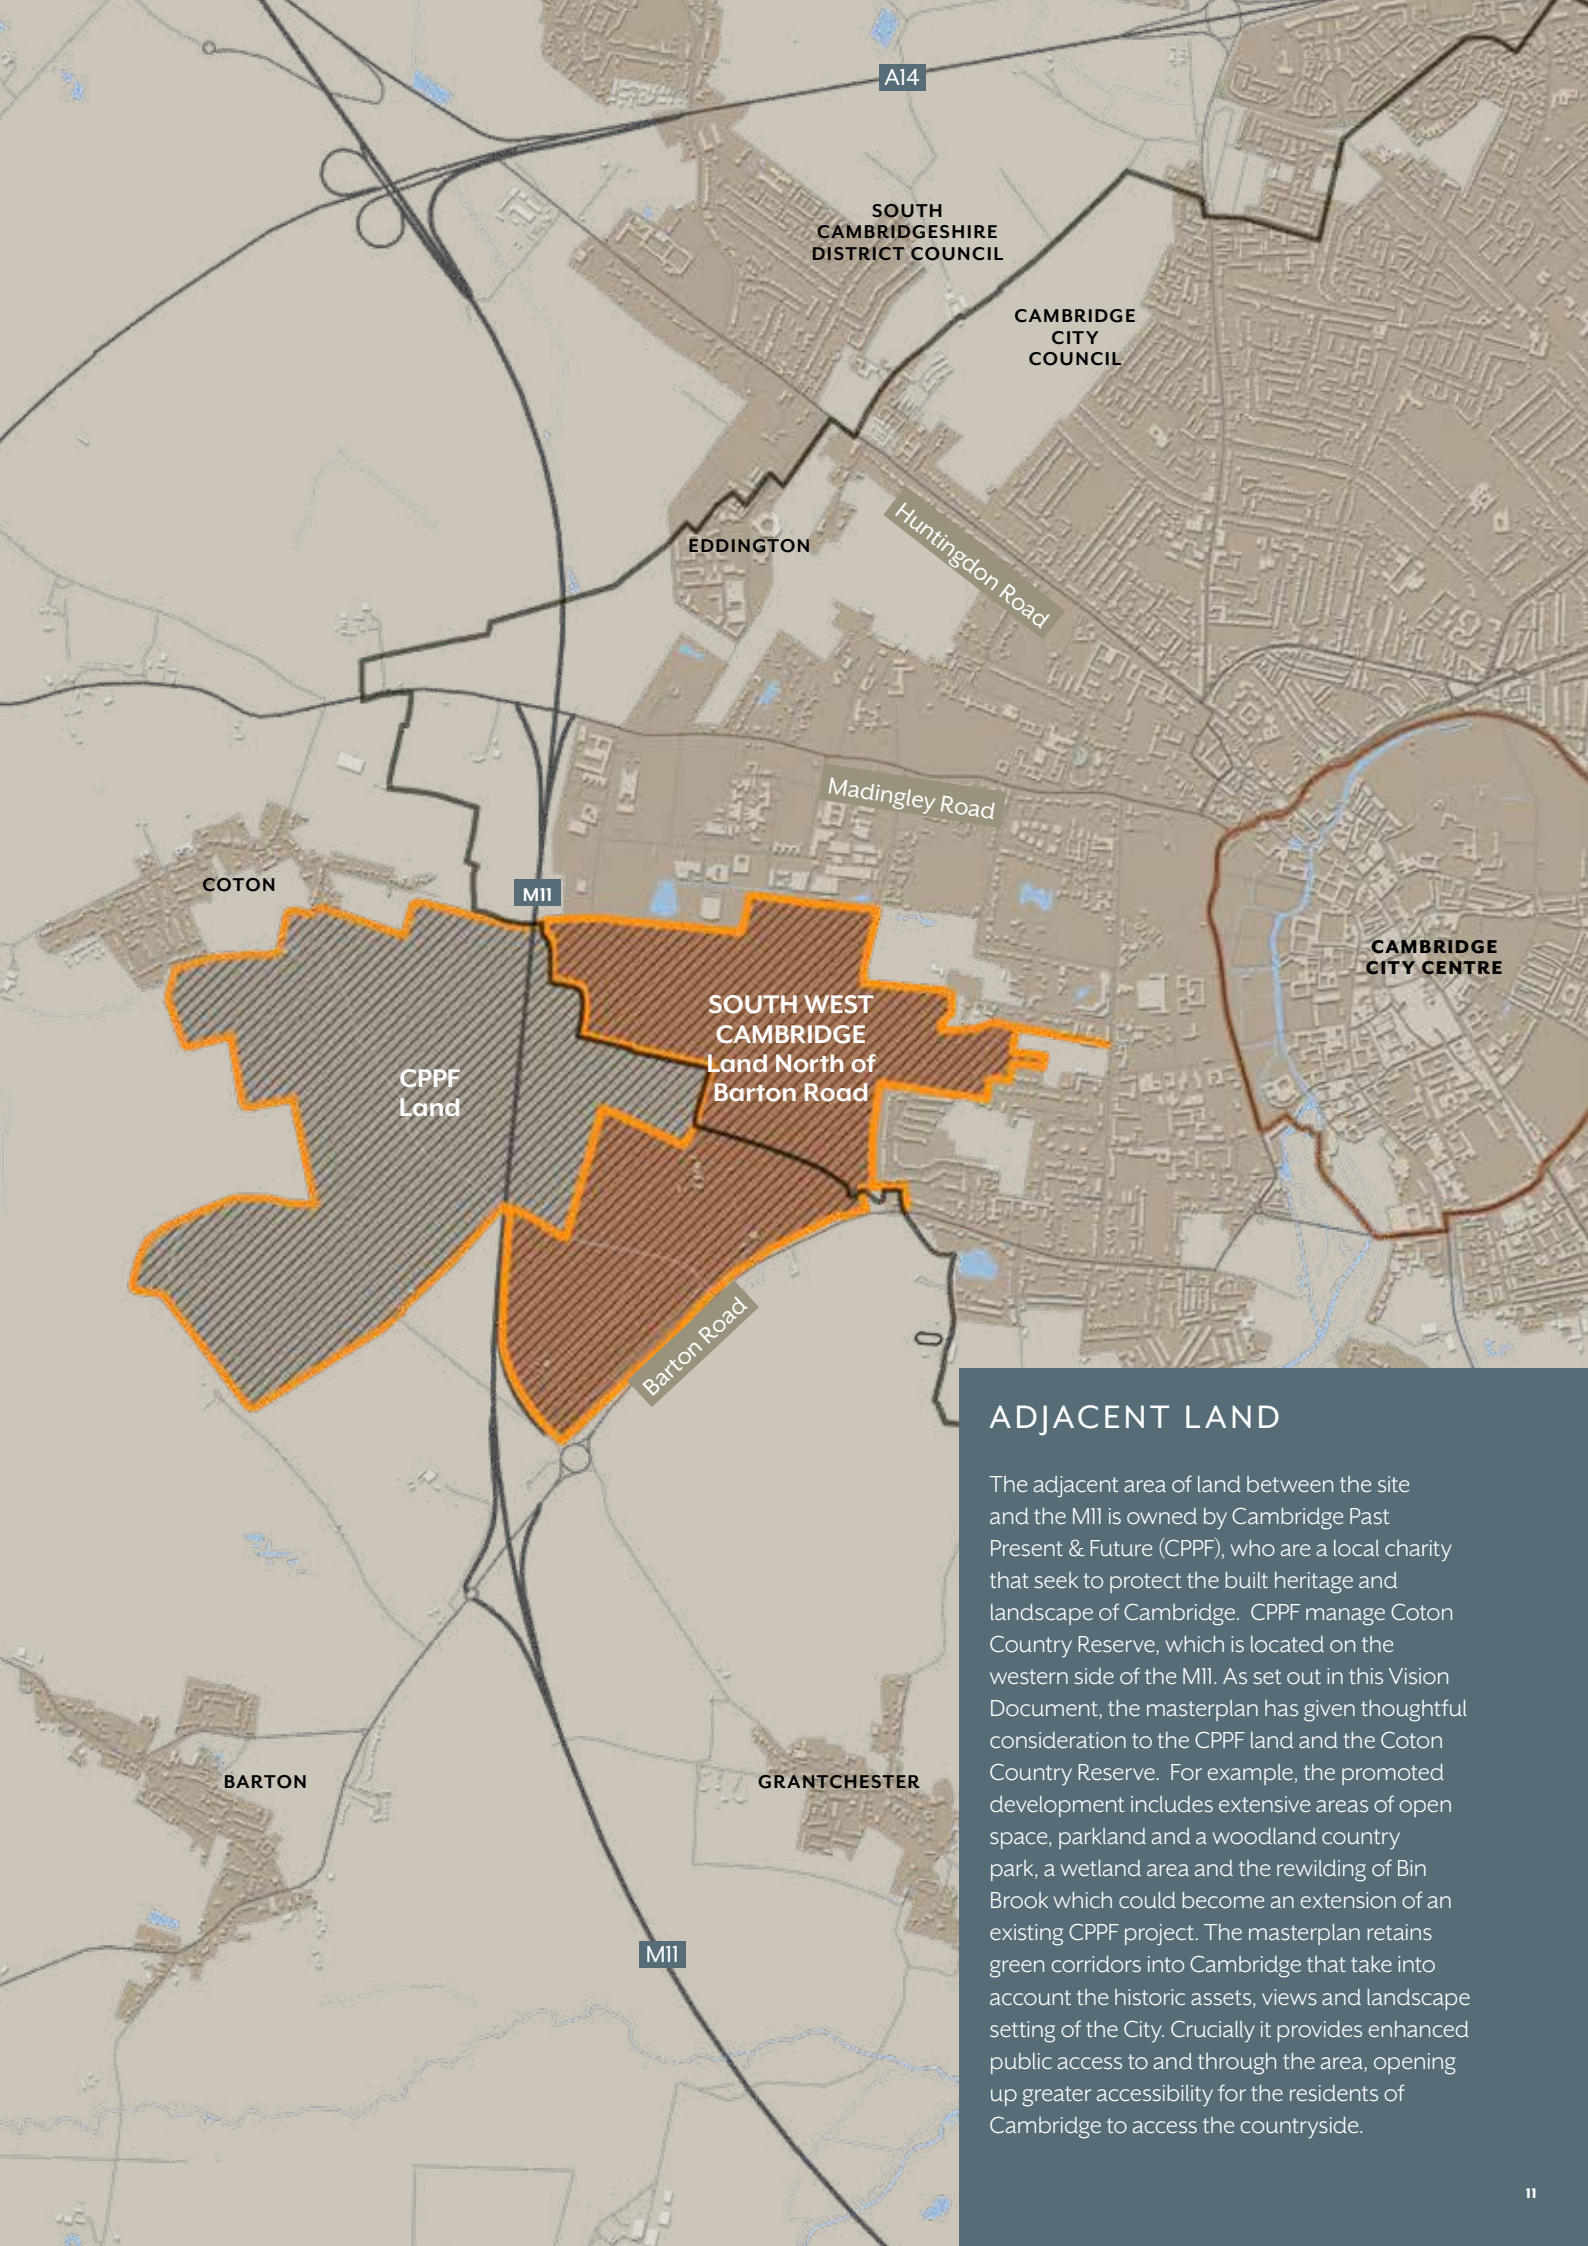 A14
SOUTH
CAMBRIDGESHIRE
DISTRICT COUNCIL
CAMBRIDGE
CITY
COUNCIL
Huntingdon Road
EDDINGTON
Madingley Road
COTON
M11
CAMBRIDGE
CITY CENTRE
SOUTH WEST
CAMBRIDGE
Land North of
Barton Road
CPPF
Land
Barton Road
BARTON
GRANTCHESTER
M11
ADJACENT LAND
The adjacent area of land between the site
and the M11 is owned by Cambridge Past
Present & Future (CPPF), who are a local charity
that seek to protect the built heritage and
landscape of Cambridge.  CPPF manage Coton
Country Reserve, which is located on the
western side of the M11. As set out in this Vision
Document, the masterplan has given thoughtful
consideration to the CPPF land and the Coton
Country Reserve.  For example, the promoted
development includes extensive areas of open
space, parkland and a woodland country
park, a wetland area and the rewilding of Bin
Brook which could become an extension of an
existing CPPF project. The masterplan retains
green corridors into Cambridge that take into
account the historic assets, views and landscape
setting of the City. Crucially it provides enhanced
public access to and through the area, opening
up greater accessibility for the residents of
Cambridge to access the countryside.
11